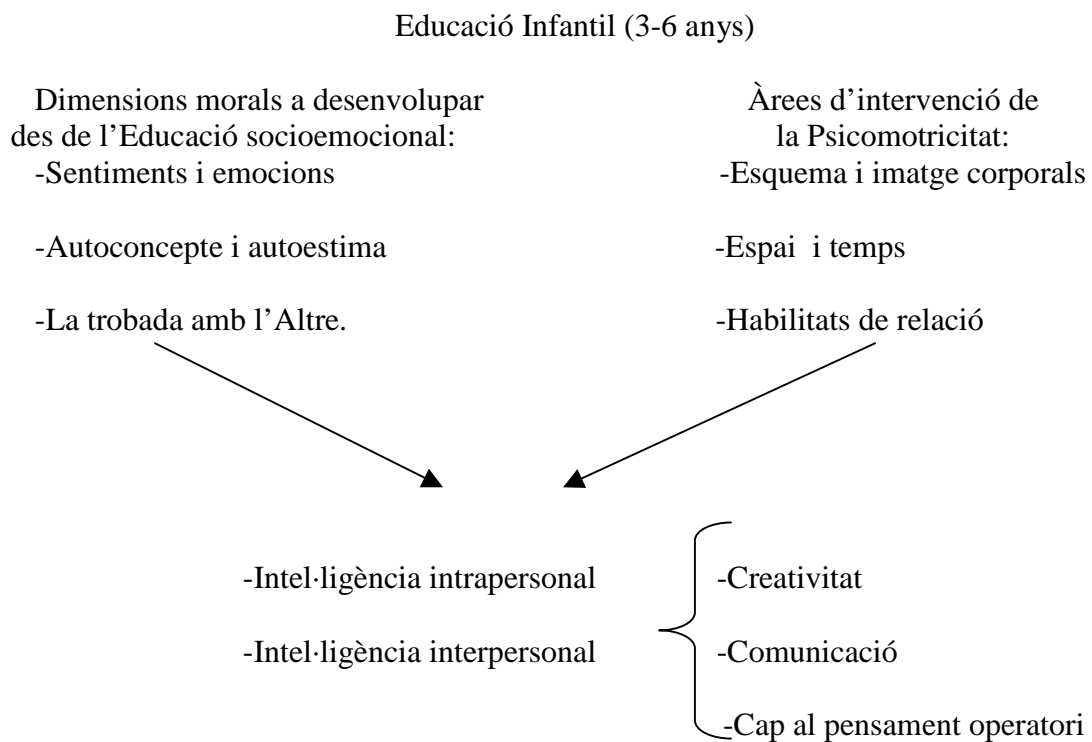 Educació Infantil (3-6 anys)
Dimensions morals a desenvolupar
des de l’Educació socioemocional:
-Sentiments i emocions
-Autoconcepte i autoestima
-La trobada amb l’Altre.
Àrees d’intervenció de
la Psicomotricitat:
-Esquema i imatge corporals
-Espai i temps
-Habilitats de relació
-Intel·ligència intrapersonal
-Intel·ligència interpersonal
-Creativitat
-Comunicació
-Cap al pensament operatori